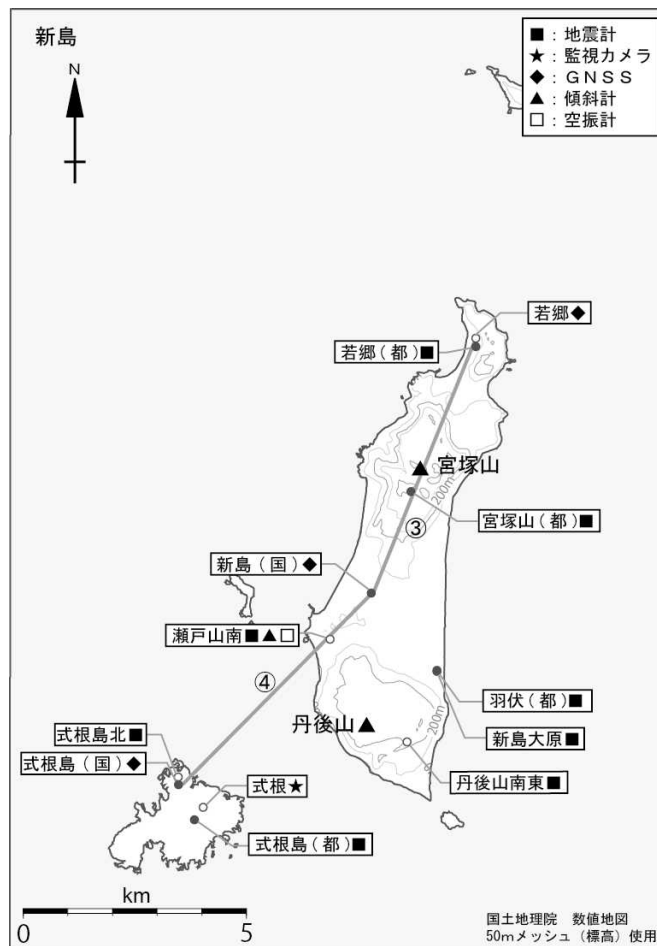 新島
■：地震計
★：監視カメラ
◆：ＧＮＳＳ
▲：傾斜計
□：空振計
N
若郷◆
若郷(都)■
宮塚山
200m
宮塚山(都)■
③
新島(国)◆
瀬戸山南■▲□
④
羽伏(都)■
200m
丹後山
新島大原■
式根島北■
式根島(国)◆
式根★
丹後山南東■
式根島(都)■
km
0 5
国土地理院 数値地図
50mメッシュ（標高）使用